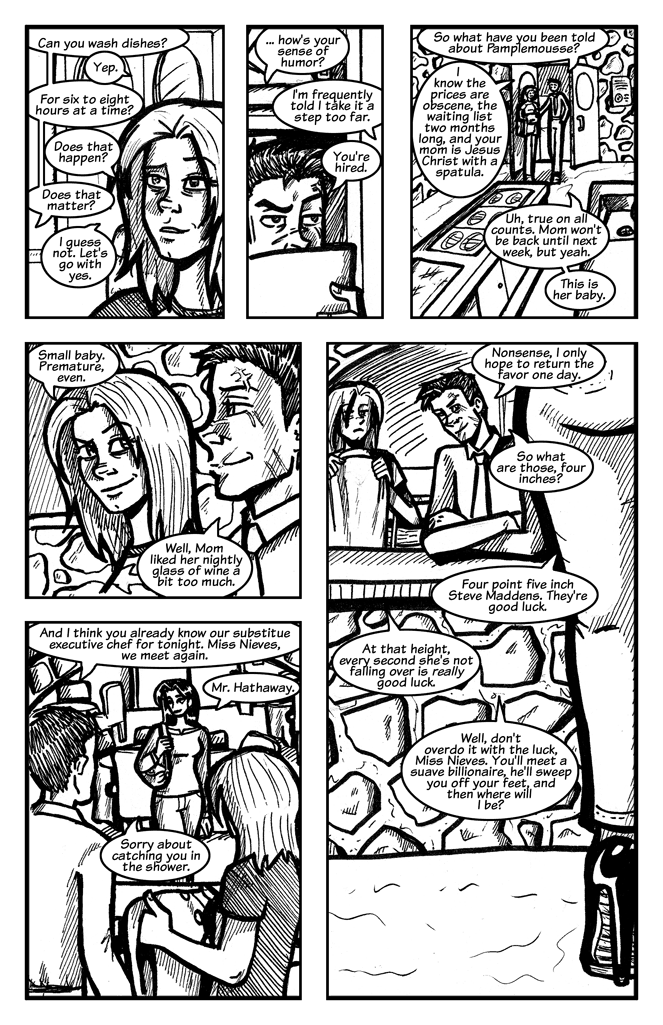 Can you wash dishes?
Yep.
For six to eight
hours at a time?
Does that
happen?
Does that
matter?
I guess
not. Let's
go with
yes.
... how's your
sense of
humor?
I'm frequently
told I take it a
step too far.
You're
hired.
So what have you been told
about Pamplemousse?
I
know the
prices are
obscene, the
waiting list
two months
long, and your
mom is Jesus
Christ with a
spatula.
Uh, true on all
counts. Mom won't
be back until next
week, but yeah.
This is
her baby.
Small baby.
Premature,
even.
Well, Mom
liked her nightly
glass of wine a
bit too much.
And I think you already know our substitue
executive chef for tonight. Miss Nieves,
we meet again.
Mr. Hathaway.
Sorry about
catching you in
the shower.
Nonsense, I only
hope to return the
favor one day.
So what
are those, four
inches?
Four point five inch
Steve Maddens. They're
good luck.
At that height,
every second she's not
falling over is really
good luck.
Well, don't
overdo it with the luck,
Miss Nieves. You'll meet a
suave billionaire, he'll sweep
you off your feet, and
then where will
I be?